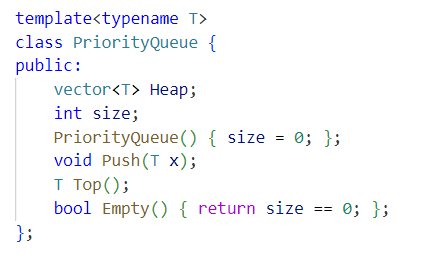 template<typename T>
class PriorityQueue {
public:
    vector<T> Heap;
    int size;
    PriorityQueue() { size = 0; };
    void Push(T x);
    T Top();
    bool Empty() { return size == 0; };
};